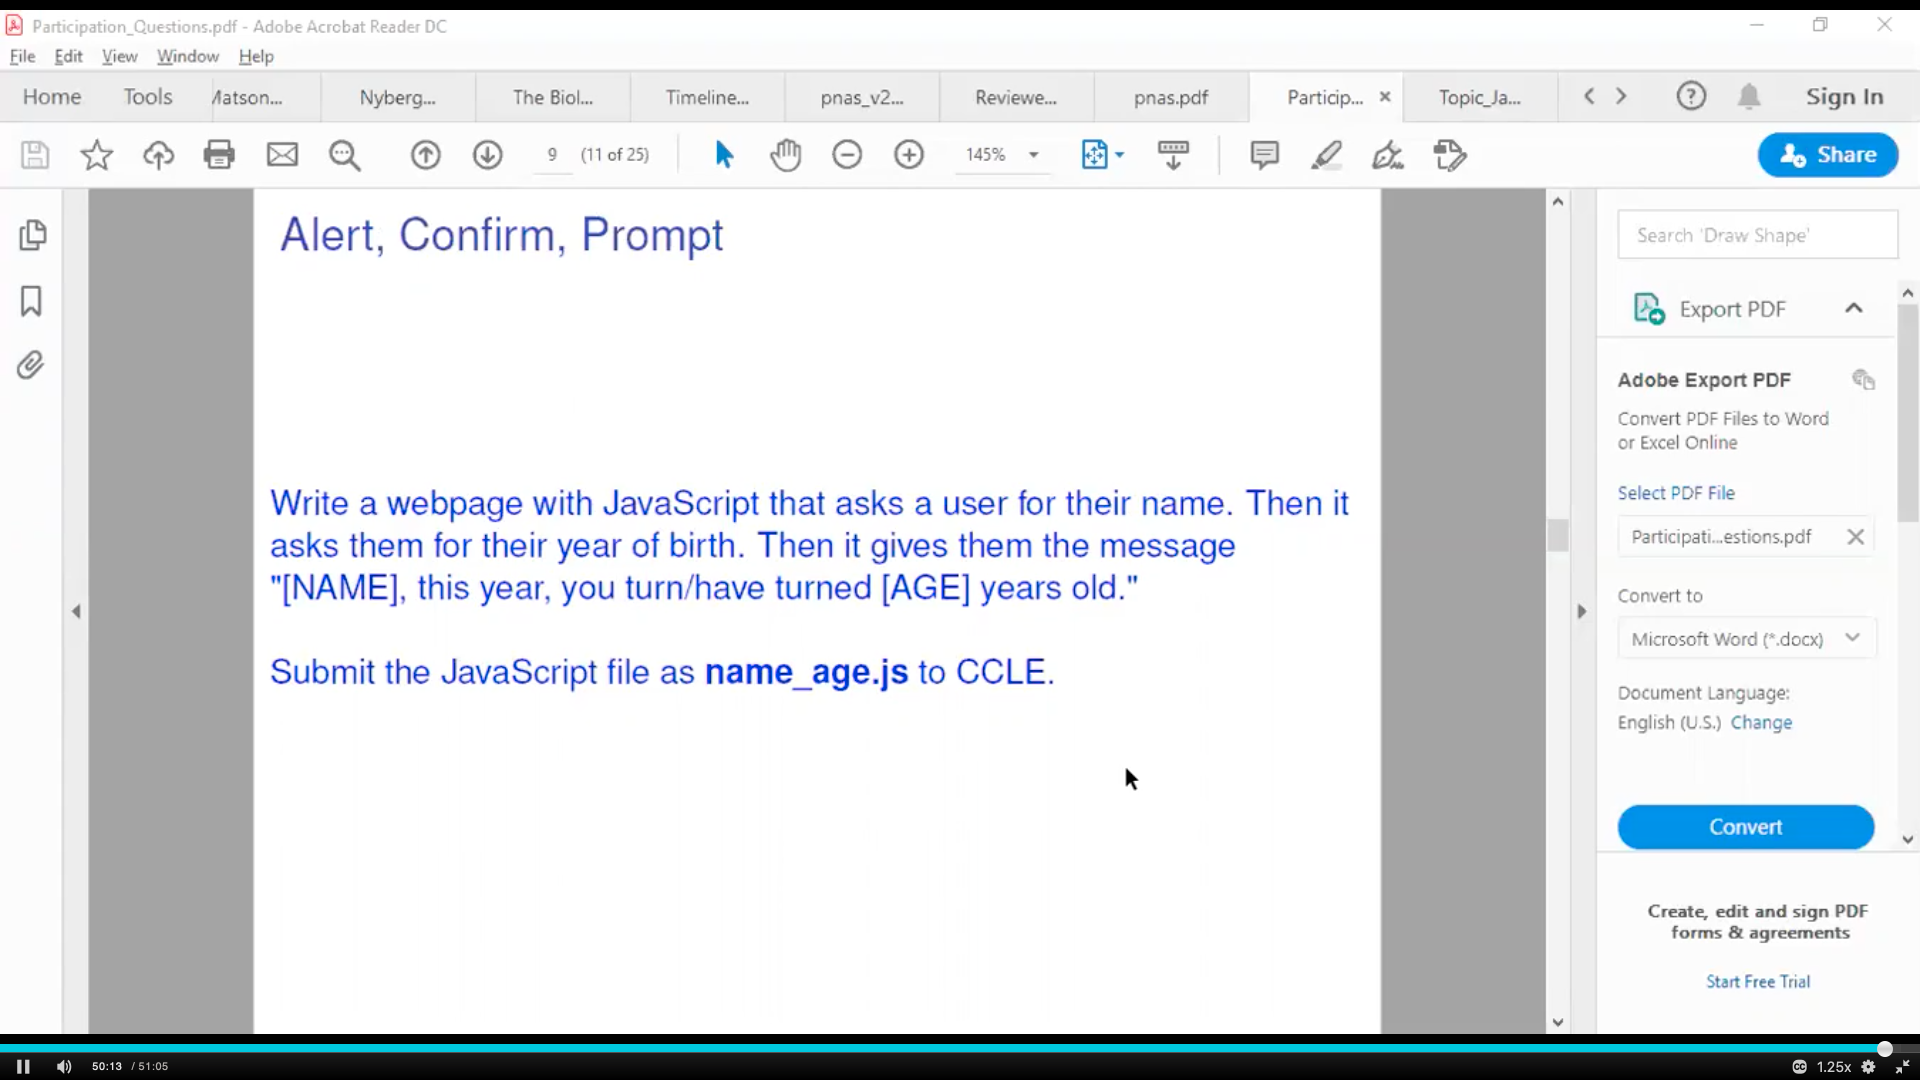 Participation_Questions.pdf - Adobe Acrobat Reader DC
File Edit View Window Help
Home Tools Matson... Nyberg... The Biol... Timeline... pnas_v2... Reviewe... pnas.pdf Particip... Topic_Ja... Sign In
9 (11 of 25) 145% Share
Alert, Confirm, Prompt
Write a webpage with JavaScript that asks a user for their name. Then it
asks them for their year of birth. Then it gives them the message
"[NAME], this year, you turn/have turned [AGE] years old."
Submit the JavaScript file as name_age.js to CCLE.
Search 'Draw Shape'
Export PDF
Adobe Export PDF
Convert PDF Files to Word
or Excel Online
Select PDF File
Participati...estions.pdf
Convert to
Microsoft Word (*.docx)
Document Language:
English (U.S.) Change
Convert
Create, edit and sign PDF
forms & agreements
Start Free Trial
50:13 / 51:05 CC 1.25x